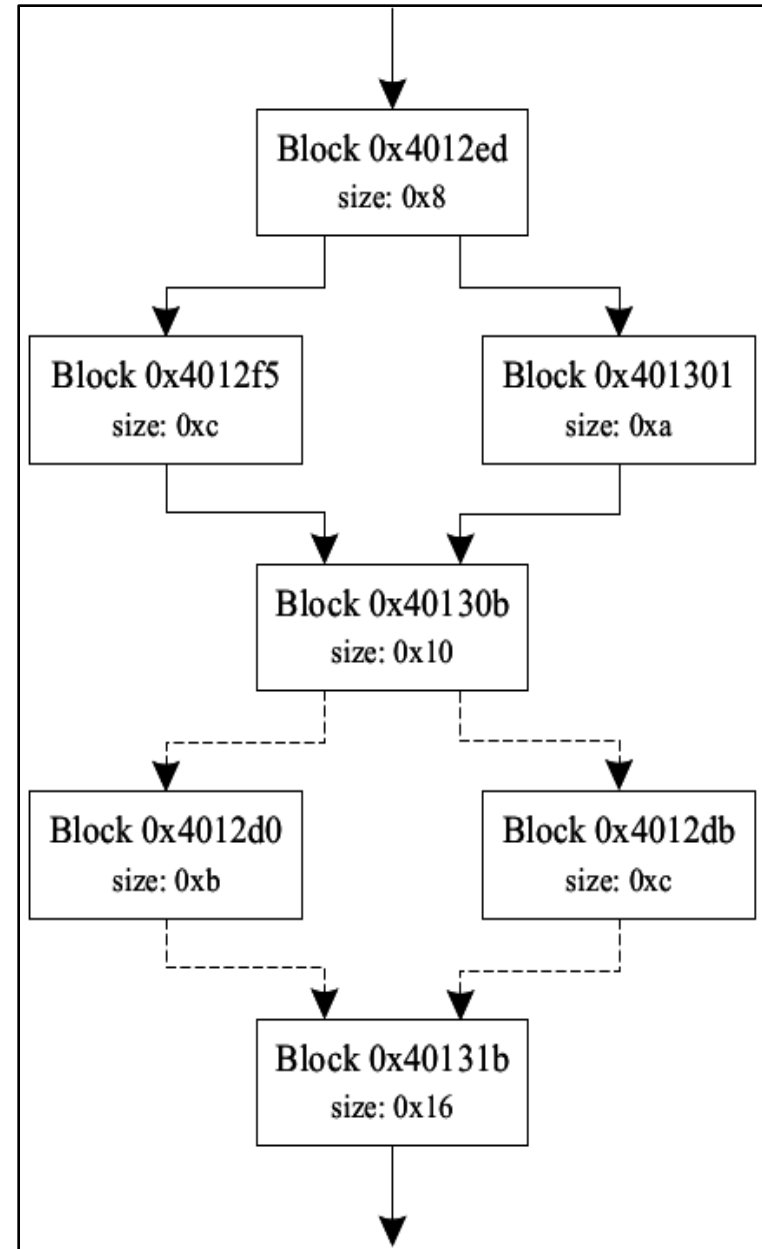 Block 0x4012ed
size: 0x8
Block 0x4012f5
size: 0xc
Block 0x401301
size: 0xa
Block 0x40130b
size: 0x10
Block 0x4012d0
size: 0xb
Block 0x4012db
size: 0xc
Block 0x40131b
size: 0x16